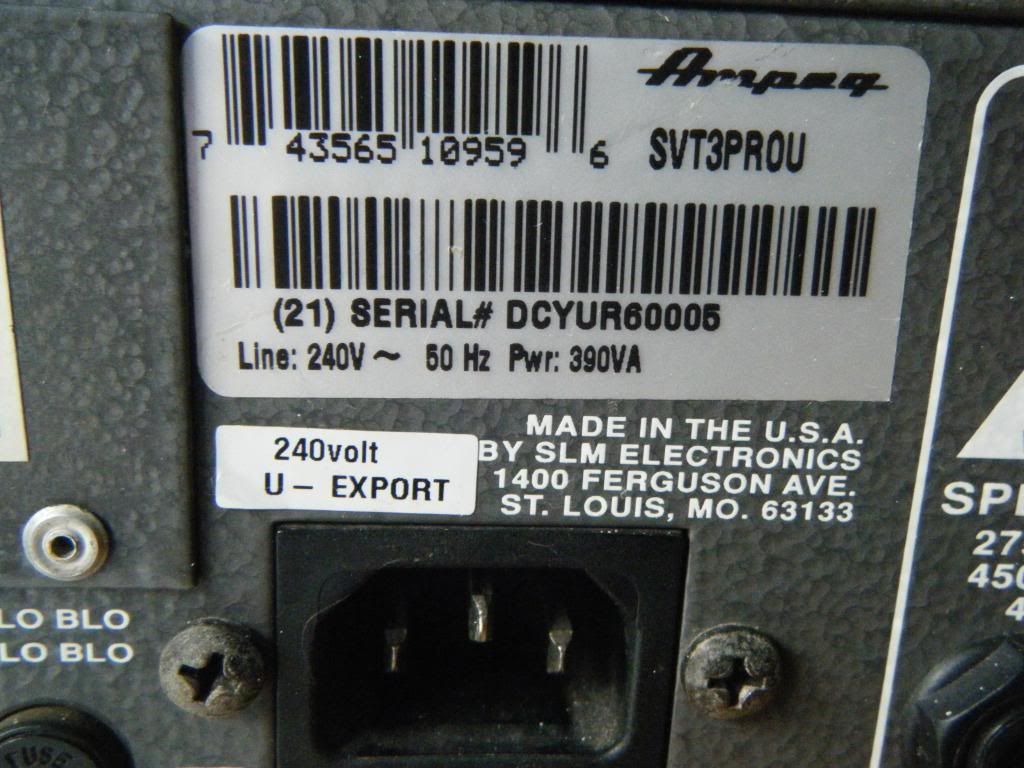 Ampeg
7 43565 10959 6 SVT3PROU
(21) SERIAL# DCYUR60005
Line: 240V ~ 50 Hz Pwr: 390VA
240volt
U - EXPORT
MADE IN THE U.S.A.
BY SLM ELECTRONICS
1400 FERGUSON AVE.
ST. LOUIS, MO. 63133
LO BLO
LO BLO
FUSE